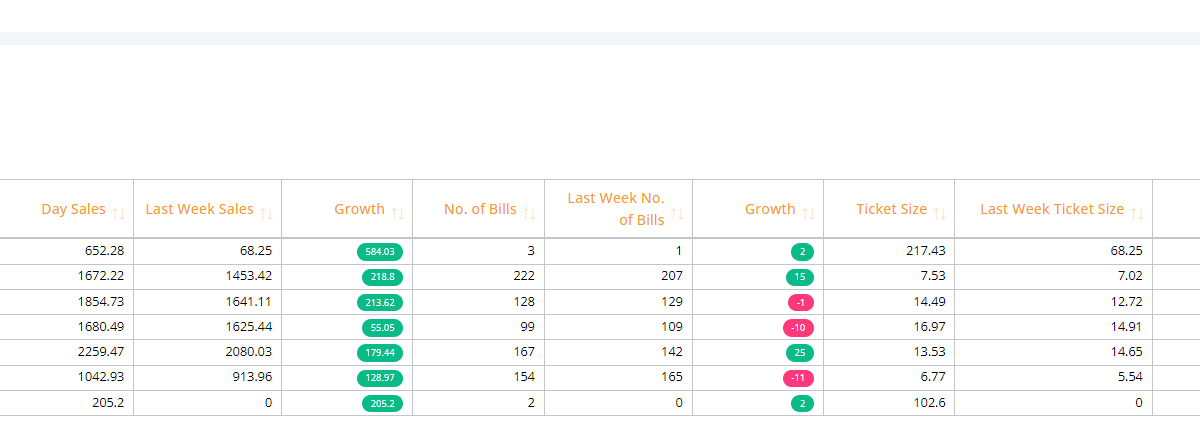 Day Sales Last Week Sales Growth No. of Bills Last Week No. of Bills Growth Ticket Size Last Week Ticket Size
652.28 68.25 584.03 3 1 2 217.43 68.25
1672.22 1453.42 218.8 222 207 15 7.53 7.02
1854.73 1641.11 213.62 128 129 -1 14.49 12.72
1680.49 1625.44 55.05 99 109 -10 16.97 14.91
2259.47 2080.03 179.44 167 142 25 13.53 14.65
1042.93 913.96 128.97 154 165 -11 6.77 5.54
205.2 0 205.2 2 0 2 102.6 0